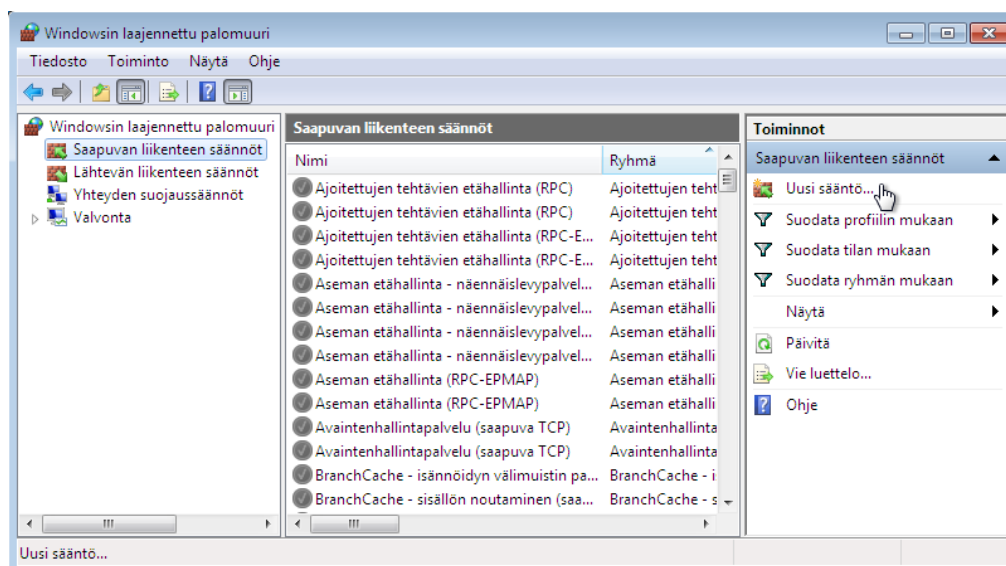 Windowsin laajennettu palomuuri
Tiedosto Toiminto Näytä Ohje
Windowsin laajennettu palomuuri
Saapuvan liikenteen säännöt
Lähtevän liikenteen säännöt
Yhteyden suojaussäännöt
Valvonta
Saapuvan liikenteen säännöt
Nimi Ryhmä
Ajoitettujen tehtävien etähallinta (RPC) Ajoitettujen teht
Ajoitettujen tehtävien etähallinta (RPC) Ajoitettujen teht
Ajoitettujen tehtävien etähallinta (RPC-E... Ajoitettujen teht
Ajoitettujen tehtävien etähallinta (RPC-E... Ajoitettujen teht
Aseman etähallinta - näennäislevypalvel... Aseman etähalli
Aseman etähallinta - näennäislevypalvel... Aseman etähalli
Aseman etähallinta - näennäislevypalvel... Aseman etähalli
Aseman etähallinta - näennäislevypalvel... Aseman etähalli
Aseman etähallinta (RPC-EPMAP) Aseman etähalli
Aseman etähallinta (RPC-EPMAP) Aseman etähalli
Avaintenhallintapalvelu (saapuva TCP) Avaintenhallinta
Avaintenhallintapalvelu (saapuva TCP) Avaintenhallinta
BranchCache - isännöidyn välimuistin pa... BranchCache - i
BranchCache - sisällön noutaminen (saa... BranchCache - s
Toiminnot
Saapuvan liikenteen säännöt
Uusi sääntö...
Suodata profiilin mukaan
Suodata tilan mukaan
Suodata ryhmän mukaan
Näytä
Päivitä
Vie luettelo...
Ohje
Uusi sääntö...